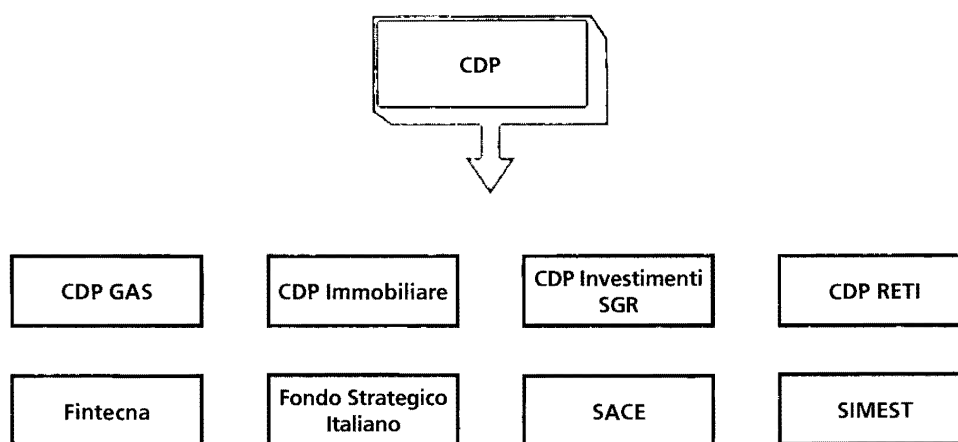 CDP
CDP GAS
CDP Immobiliare
CDP Investimenti
SGR
CDP RETI
Fintecna
Fondo Strategico
Italiano
SACE
SIMEST